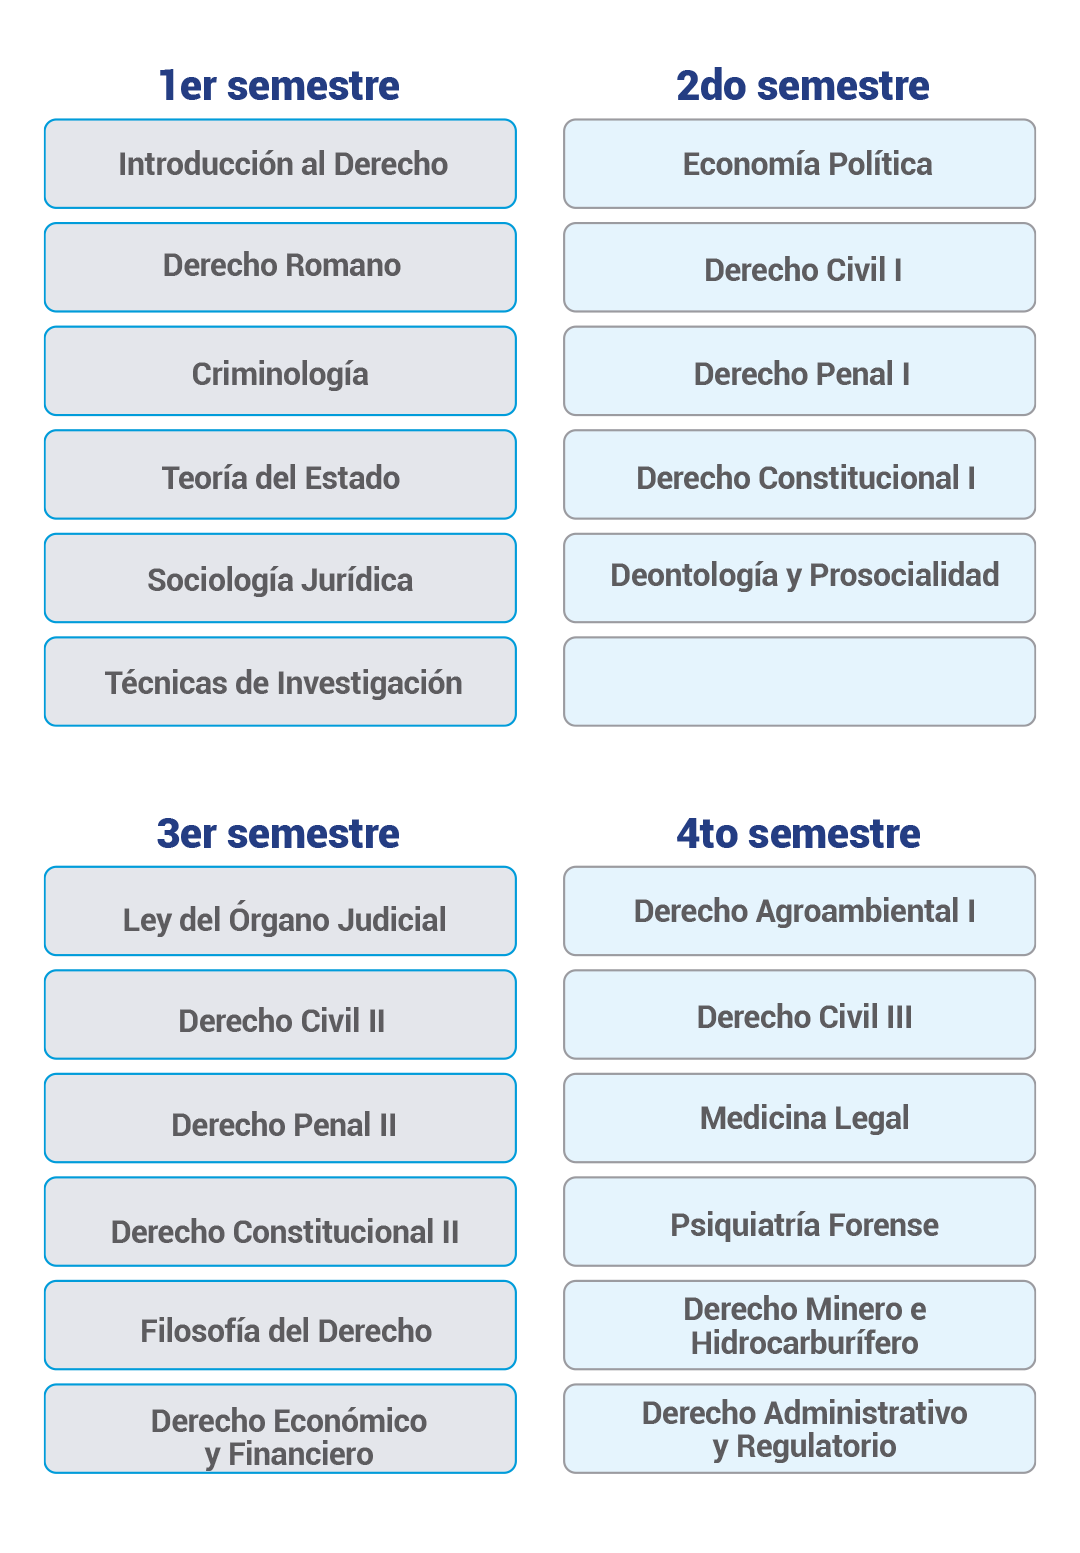 1er semestre
Introducción al Derecho
Derecho Romano
Criminología
Teoría del Estado
Sociología Jurídica
Técnicas de Investigación
2do semestre
Economía Política
Derecho Civil I
Derecho Penal I
Derecho Constitucional I
Deontología y Prosocialidad
3er semestre
Ley del Órgano Judicial
Derecho Civil II
Derecho Penal II
Derecho Constitucional II
Filosofía del Derecho
Derecho Económico
y Financiero
4to semestre
Derecho Agroambiental I
Derecho Civil III
Medicina Legal
Psiquiatría Forense
Derecho Minero e
Hidrocarburífero
Derecho Administrativo
y Regulatorio